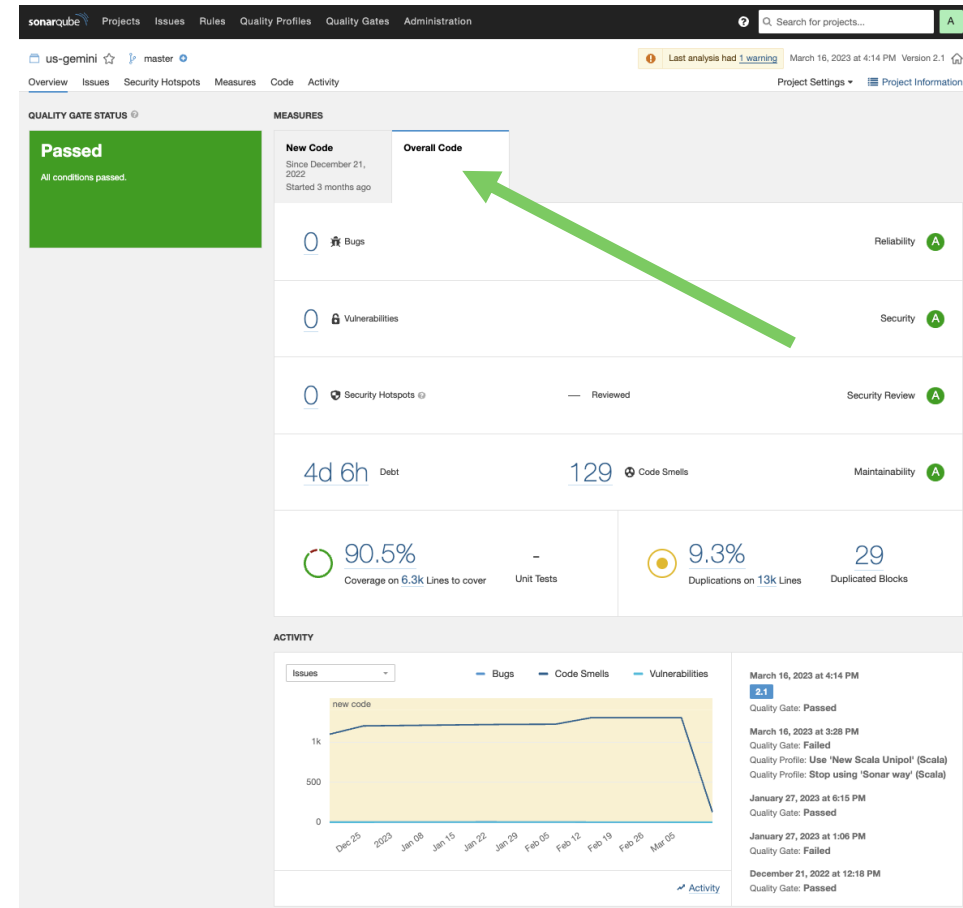 sonarqube Projects Issues Rules Quality Profiles Quality Gates Administration ? Search for projects... A
us-gemini master Last analysis had 1 warning March 16, 2023 at 4:14 PM Version 2.1
Overview Issues Security Hotspots Measures Code Activity Project Settings Project Information
QUALITY GATE STATUS ?
Passed
All conditions passed.
MEASURES
New Code
Since December 21,
2022
Started 3 months ago
Overall Code
0 Bugs Reliability A
0 Vulnerabilities Security A
0 Security Hotspots ? — Reviewed Security Review A
4d 6h Debt 129 Code Smells Maintainability A
90.5%
Coverage on 6.3k Lines to cover
-
Unit Tests
9.3%
Duplications on 13k Lines
29
Duplicated Blocks
ACTIVITY
Issues
Bugs Code Smells Vulnerabilities
new code
1k
500
0
Dec 25 2023 Jan 08 Jan 15 Jan 22 Jan 29 Feb 05 Feb 12 Feb 19 Feb 26 Mar 05
Activity
March 16, 2023 at 4:14 PM
2.1
Quality Gate: Passed
March 16, 2023 at 3:28 PM
Quality Gate: Failed
Quality Profile: Use 'New Scala Unipol' (Scala)
Quality Profile: Stop using 'Sonar way' (Scala)
January 27, 2023 at 6:15 PM
Quality Gate: Passed
January 27, 2023 at 1:06 PM
Quality Gate: Failed
December 21, 2022 at 12:18 PM
Quality Gate: Passed